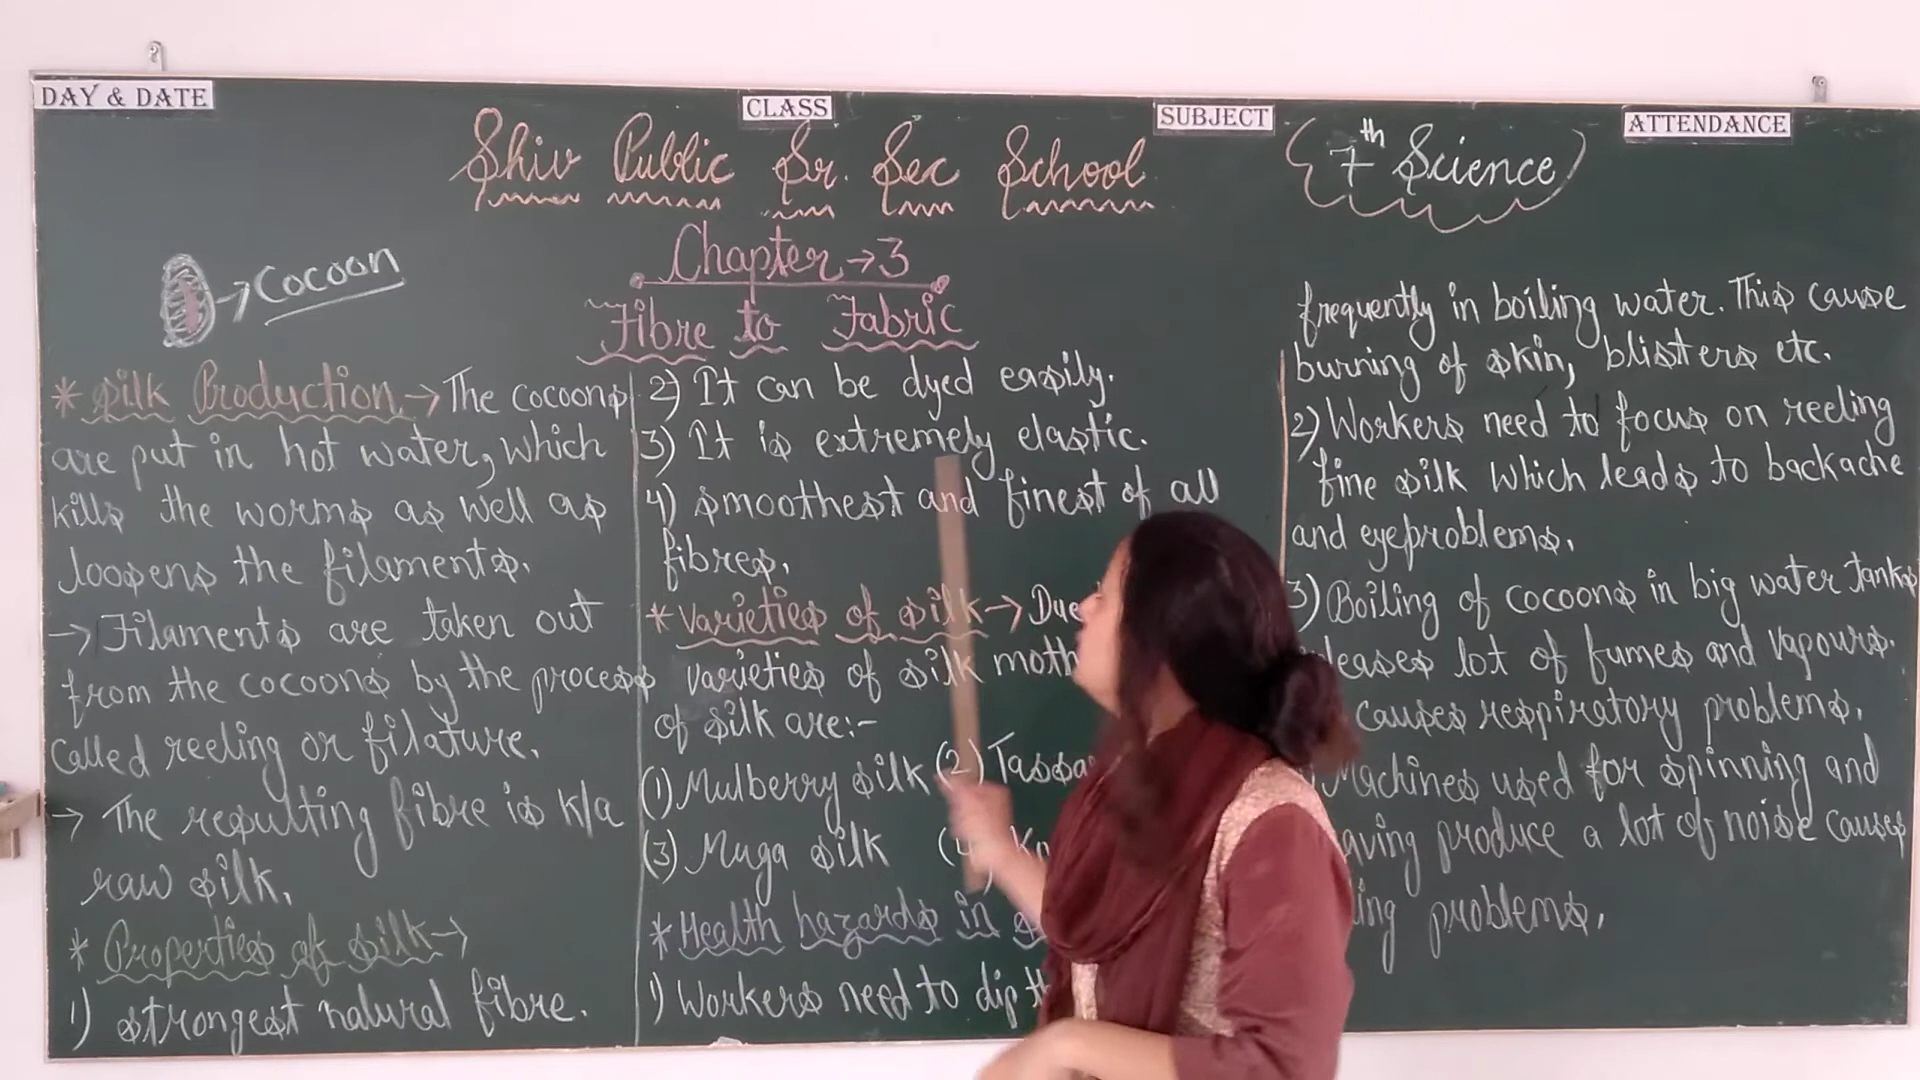 DAY & DATE
CLASS
SUBJECT
ATTENDANCE
Shiv Public Sr. Sec School
7th Science
Chapter → 3
Fibre to Fabric
→ Cocoon
* Silk Production → The cocoons
are put in hot water, which
kills the worms as well as
loosens the filaments.
→ Filaments are taken out
from the cocoons by the process
called reeling or filature.
→ The resulting fibre is k/a
raw silk.
* Properties of silk →
1) strongest natural fibre.
2) It can be dyed easily.
3) It is extremely elastic.
4) smoothest and finest of all
fibres.
* Varieties of silk → Due
varieties of silk moth
of silk are:-
(1) Mulberry silk (2)
(3) Muga silk
* Health hazards in
1) Workers need to dip
frequently in boiling water. This cause
burning of skin, blisters etc.
2) Workers need to focus on reeling
fine silk which leads to backache
and eyeproblems.
3) Boiling of cocoons in big water tanks
lot of fumes and vapours.
causes respiratory problems.
Machines used for spinning and
produce a lot of noise causes
problems.